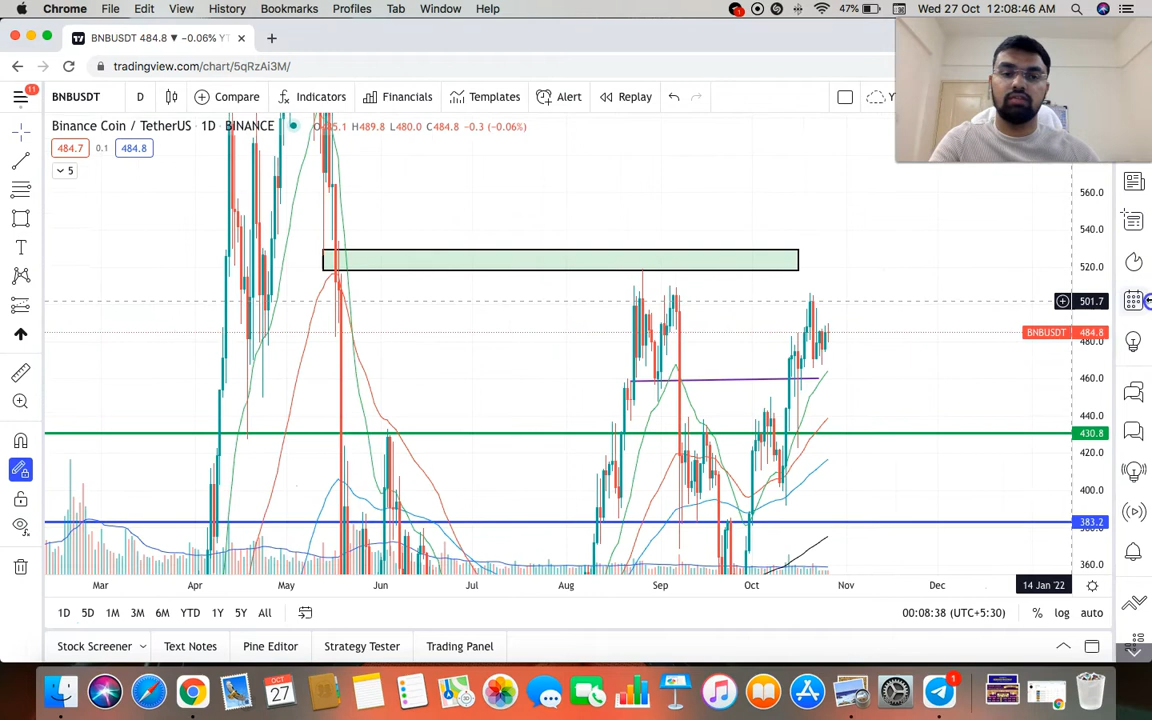 Chrome File Edit View History Bookmarks Profiles Tab Window Help 1 47% Wed 27 Oct 12:08:46 AM
BNBUSDT 484.8 ▼ −0.06% YT
tradingview.com/chart/5qRzAi3M/
11 BNBUSDT D Compare Indicators Financials Templates Alert Replay Y
Binance Coin / TetherUS · 1D · BINANCE H489.8 L480.0 C484.8 −0.3 (−0.06%)
484.7 0.1 484.8
5
560.0
540.0
520.0
501.7
BNBUSDT 484.8
480.0
460.0
440.0
430.8
420.0
400.0
383.2
360.0
Mar Apr May Jun Jul Aug Sep Oct Nov Dec 14 Jan '22
1D 5D 1M 3M 6M YTD 1Y 5Y All 00:08:38 (UTC+5:30) % log auto
Stock Screener Text Notes Pine Editor Strategy Tester Trading Panel
OCT
27
1